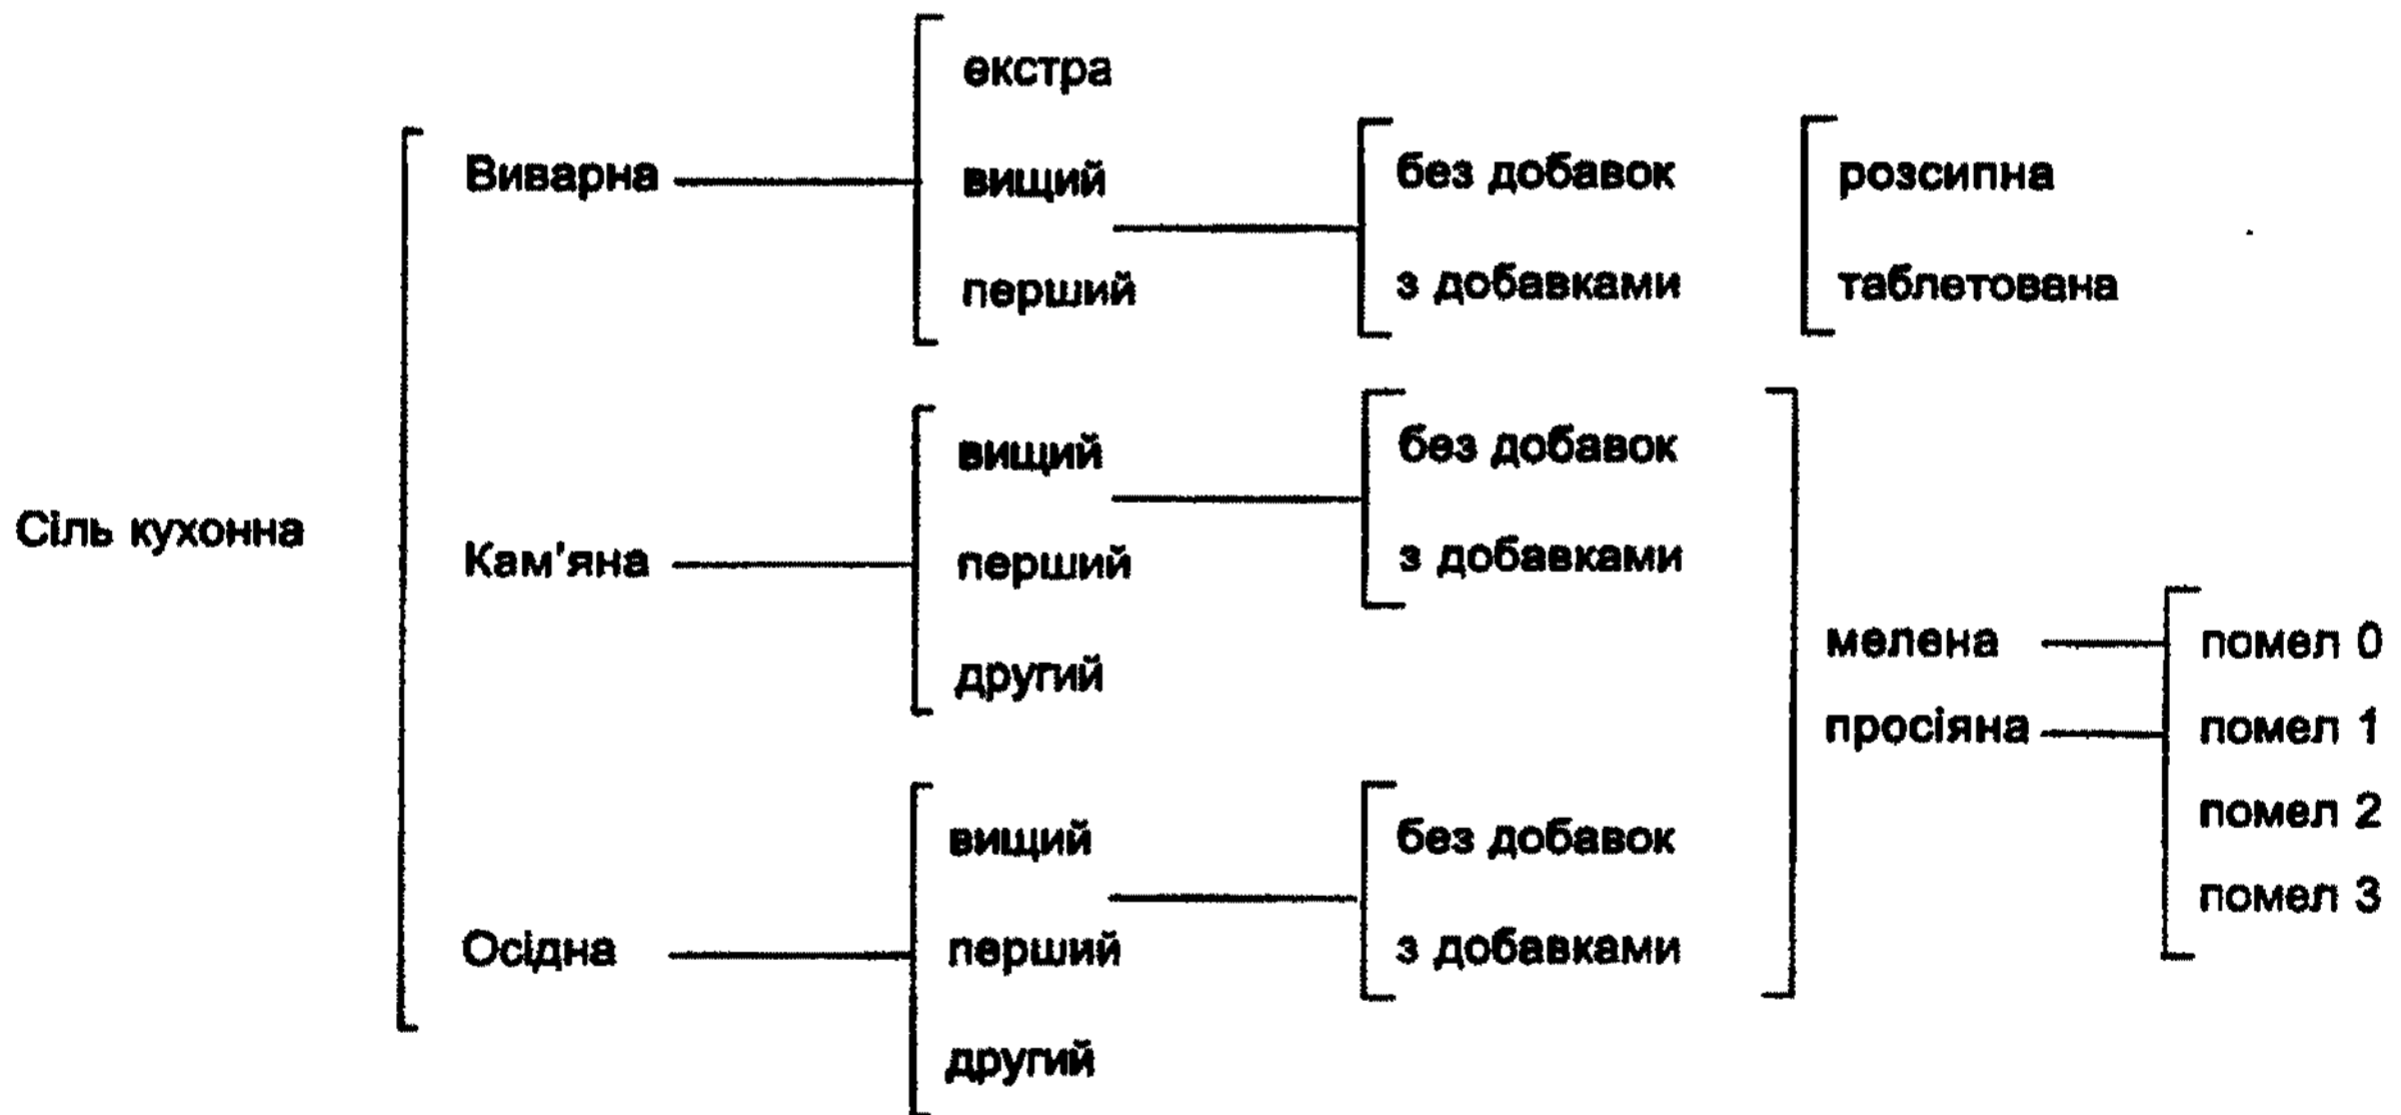 Сіль кухонна
Виварна
екстра
вищий
перший
без добавок
з добавками
розсипна
таблетована
Кам'яна
вищий
перший
другий
без добавок
з добавками
Осідна
вищий
перший
другий
без добавок
з добавками
мелена
просіяна
помел 0
помел 1
помел 2
помел 3